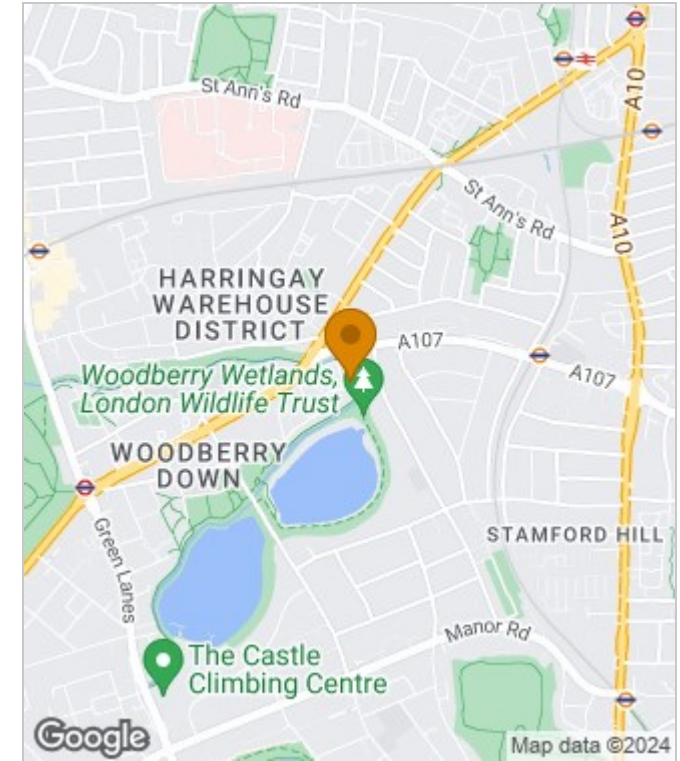 St Ann's Rd
A10
St Ann's Rd
A10
HARRINGAY
WAREHOUSE
DISTRICT
A107
A107
Woodberry Wetlands,
London Wildlife Trust
WOODBERRY
DOWN
Green Lanes
STAMFORD HILL
Manor Rd
The Castle
Climbing Centre
Google
Map data ©2024